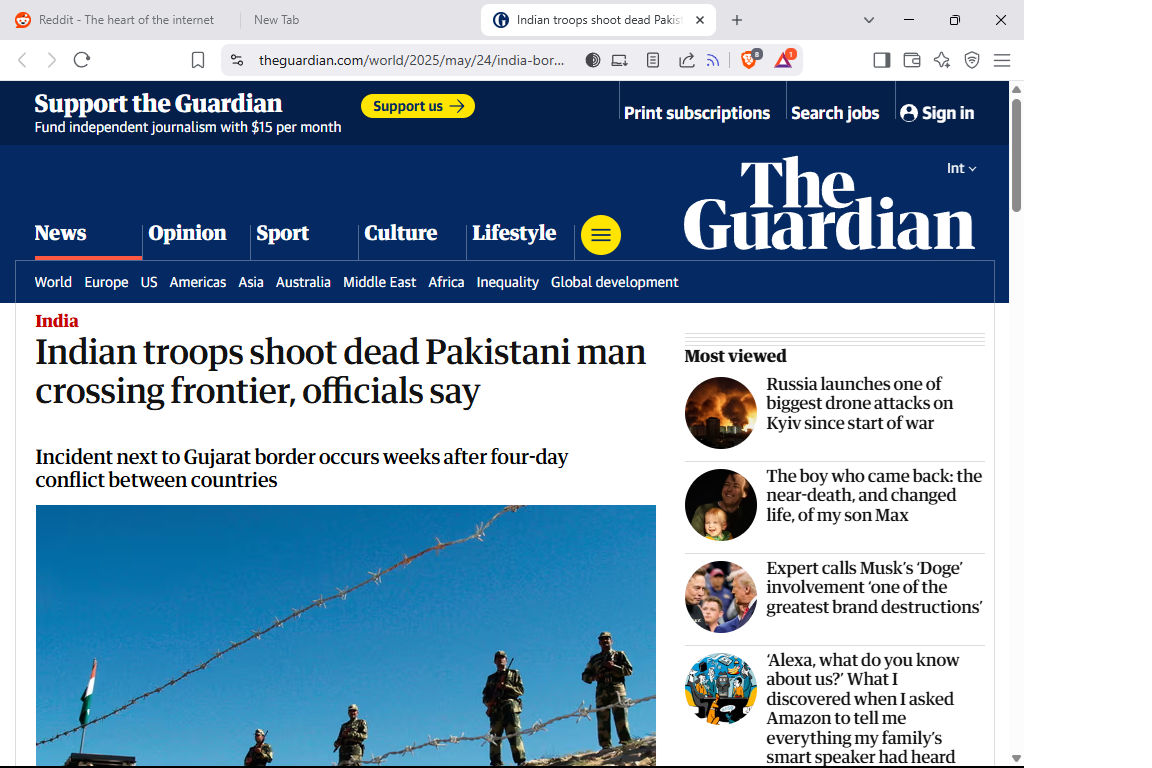 Reddit - The heart of the internet
New Tab
Indian troops shoot dead Pakis
theguardian.com/world/2025/may/24/india-bor...
8
1
Support the Guardian
Fund independent journalism with $15 per month
Support us
Print subscriptions
Search jobs
Sign in
Int
The
Guardian
News
Opinion
Sport
Culture
Lifestyle
World
Europe
US
Americas
Asia
Australia
Middle East
Africa
Inequality
Global development
India
Indian troops shoot dead Pakistani man
crossing frontier, officials say
Incident next to Gujarat border occurs weeks after four-day
conflict between countries
Most viewed
Russia launches one of
biggest drone attacks on
Kyiv since start of war
The boy who came back: the
near-death, and changed
life, of my son Max
Expert calls Musk’s ‘Doge’
involvement ‘one of the
greatest brand destructions’
‘Alexa, what do you know
about us?’ What I
discovered when I asked
Amazon to tell me
everything my family’s
smart speaker had heard